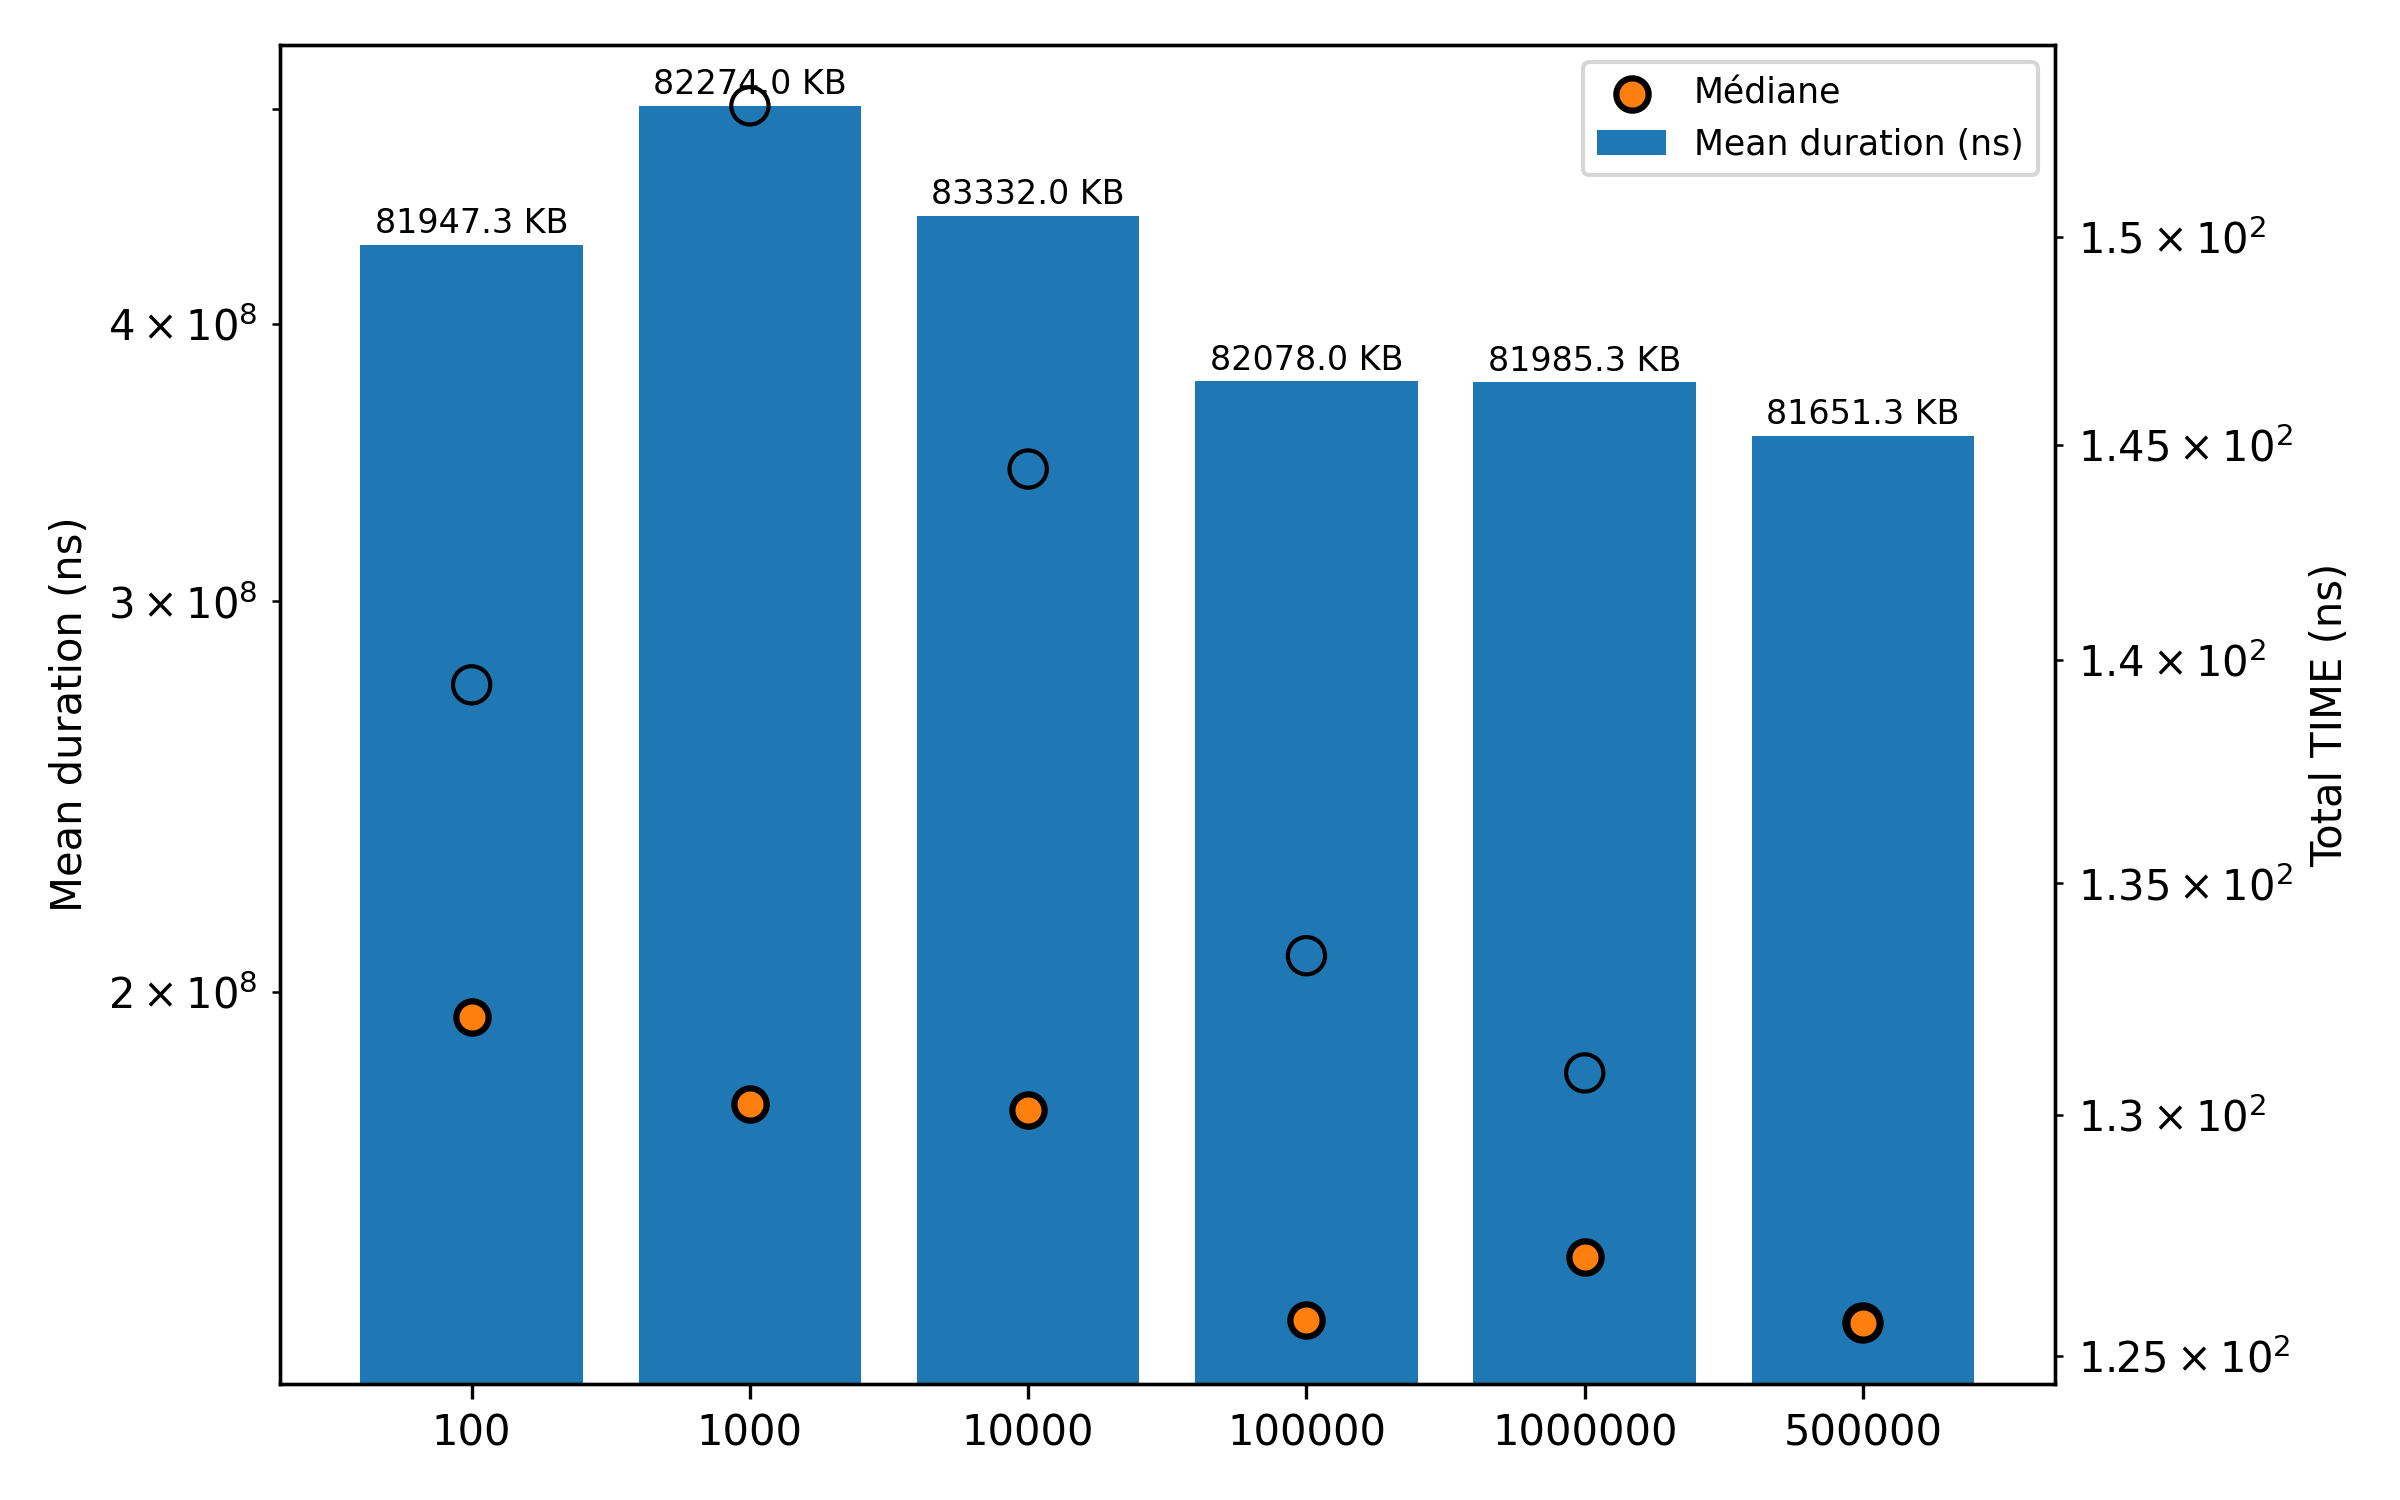 82274.0 KB
83332.0 KB
81947.3 KB
82078.0 KB
81985.3 KB
81651.3 KB
Médiane
Mean duration (ns)
Mean duration (ns)
4 × 10⁸
3 × 10⁸
2 × 10⁸
1.5 × 10²
1.45 × 10²
1.4 × 10²
1.35 × 10²
1.3 × 10²
1.25 × 10²
Total TIME (ns)
100
1000
10000
100000
1000000
500000